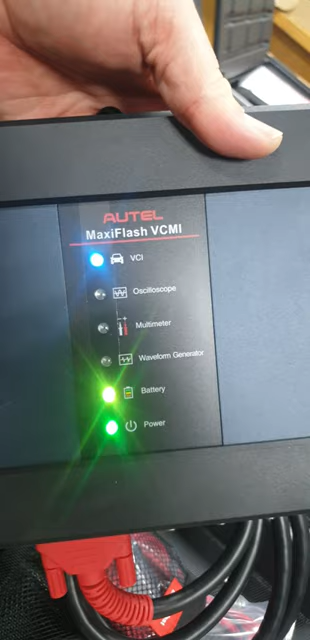 AUTEL
MaxiFlash VCMI
VCI
Oscilloscope
Multimeter
Waveform Generator
Battery
Power